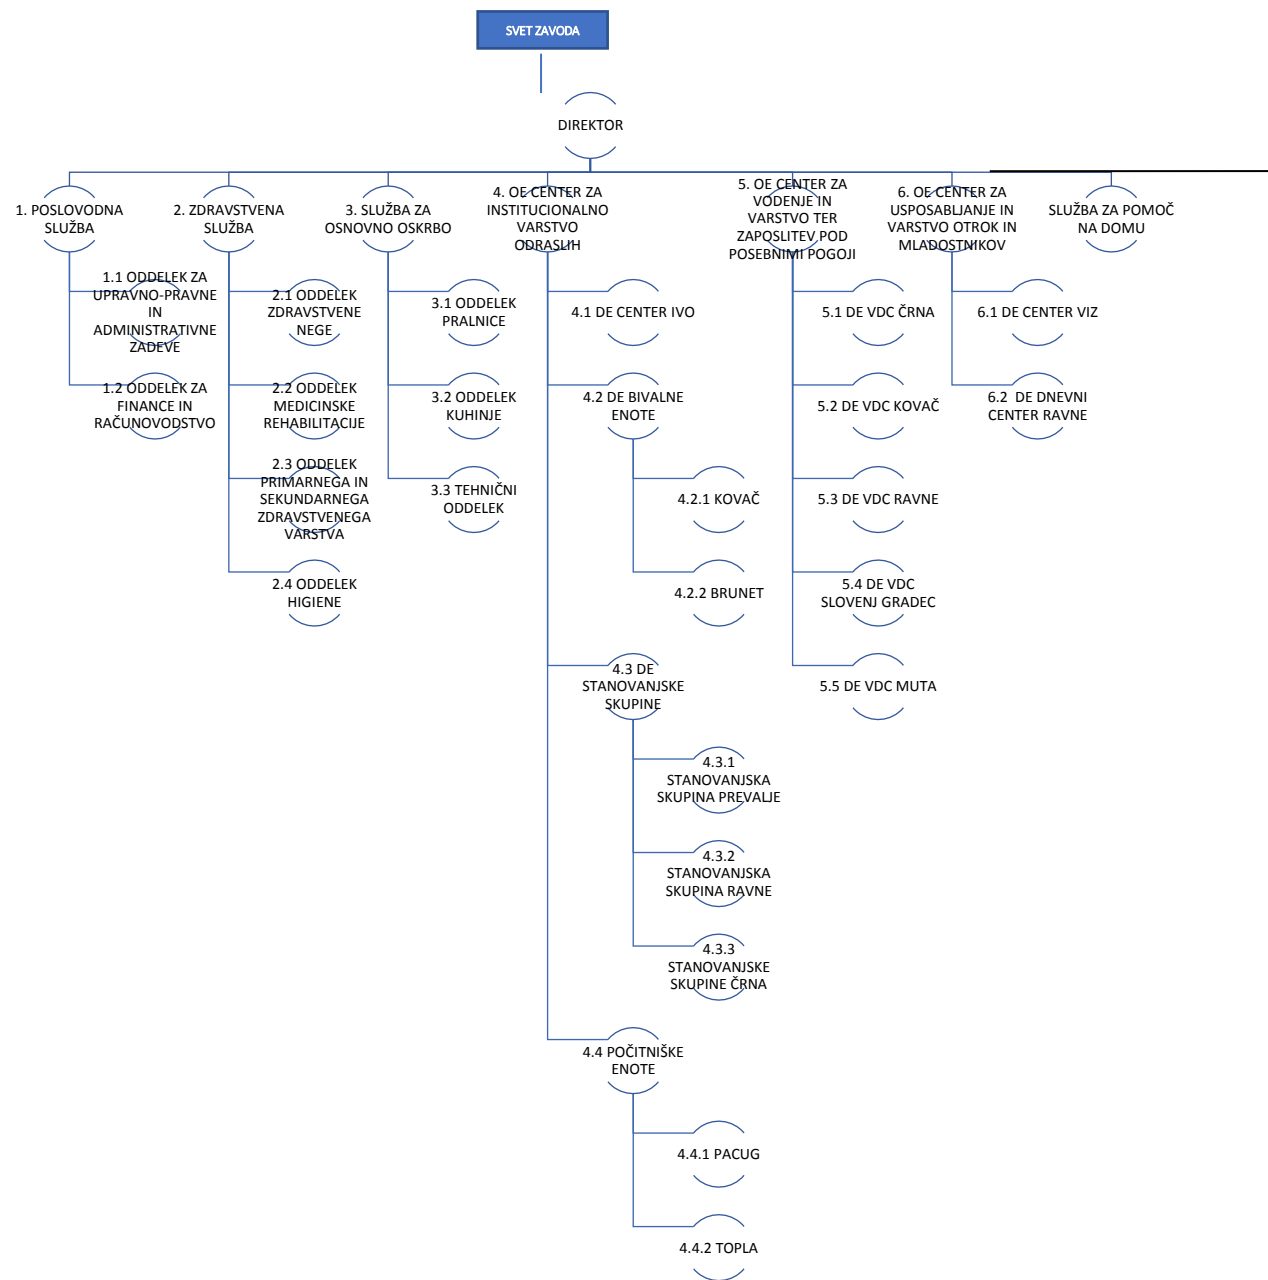 SVET ZAVODA
DIREKTOR
1. POSLOVODNA
SLUŽBA
1.1 ODDELEK ZA
UPRAVNO-PRAVNE
IN
ADMINISTRATIVNE
ZADEVE
1.2 ODDELEK ZA
FINANCE IN
RAČUNOVODSTVO
2. ZDRAVSTVENA
SLUŽBA
2.1 ODDELEK
ZDRAVSTVENE
NEGE
2.2 ODDELEK
MEDICINSKE
REHABILITACIJE
2.3 ODDELEK
PRIMARNEGA IN
SEKUNDARNEGA
ZDRAVSTVENEGA
VARSTVA
2.4 ODDELEK
HIGIENE
3. SLUŽBA ZA
OSNOVNO OSKRBO
3.1 ODDELEK
PRALNICE
3.2 ODDELEK
KUHINJE
3.3 TEHNIČNI
ODDELEK
4. OE CENTER ZA
INSTITUCIONALNO
VARSTVO
ODRASLIH
4.1 DE CENTER IVO
4.2 DE BIVALNE
ENOTE
4.2.1 KOVAČ
4.2.2 BRUNET
4.3 DE
STANOVANJSKE
SKUPINE
4.3.1
STANOVANJSKA
SKUPINA PREVALJE
4.3.2
STANOVANJSKA
SKUPINA RAVNE
4.3.3
STANOVANJSKE
SKUPINE ČRNA
4.4 POČITNIŠKE
ENOTE
4.4.1 PACUG
4.4.2 TOPLA
5. OE CENTER ZA
VODENJE IN
VARSTVO TER
ZAPOSLITEV POD
POSEBNIMI POGOJI
5.1 DE VDC ČRNA
5.2 DE VDC KOVAČ
5.3 DE VDC RAVNE
5.4 DE VDC
SLOVENJ GRADEC
5.5 DE VDC MUTA
6. OE CENTER ZA
USPOSABLJANJE IN
VARSTVO OTROK IN
MLADOSTNIKOV
6.1 DE CENTER VIZ
6.2 DE DNEVNI
CENTER RAVNE
SLUŽBA ZA POMOČ
NA DOMU